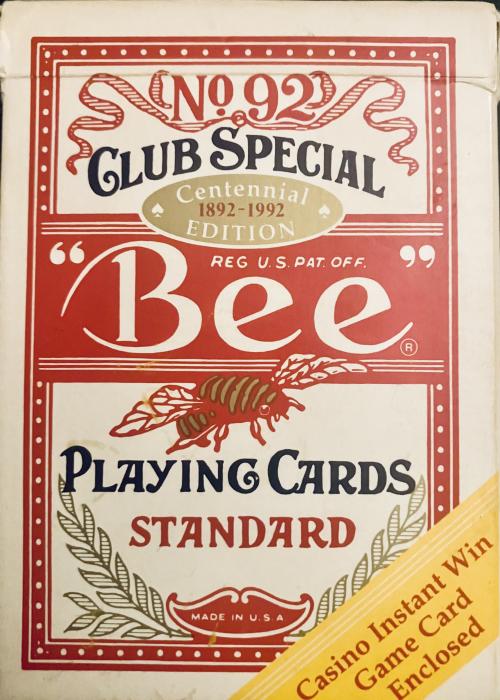 No 92
CLUB SPECIAL
Centennial
1892-1992
EDITION
REG U.S. PAT. OFF.
“Bee”®
PLAYING CARDS
STANDARD
MADE IN U.S.A
Casino Instant Win
Game Card
Enclosed